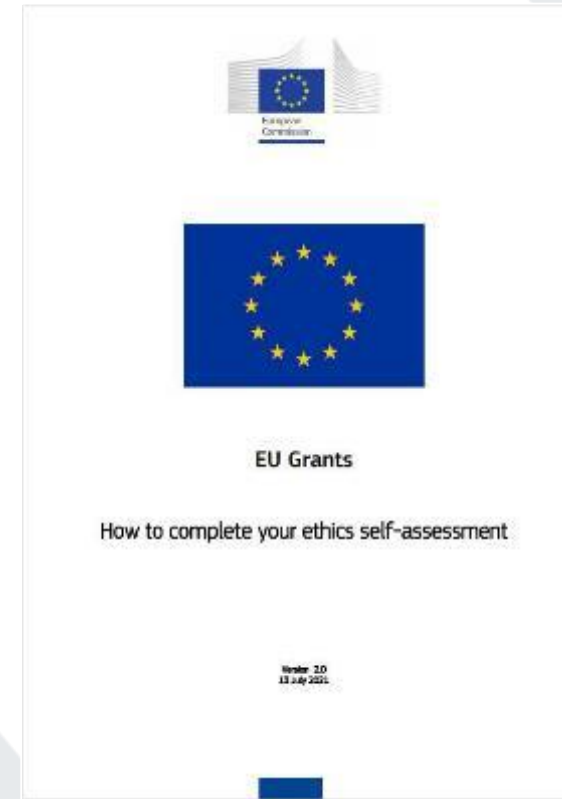 European
Commission
EU Grants
How to complete your ethics self-assessment
Version 2.0
13 July 2021